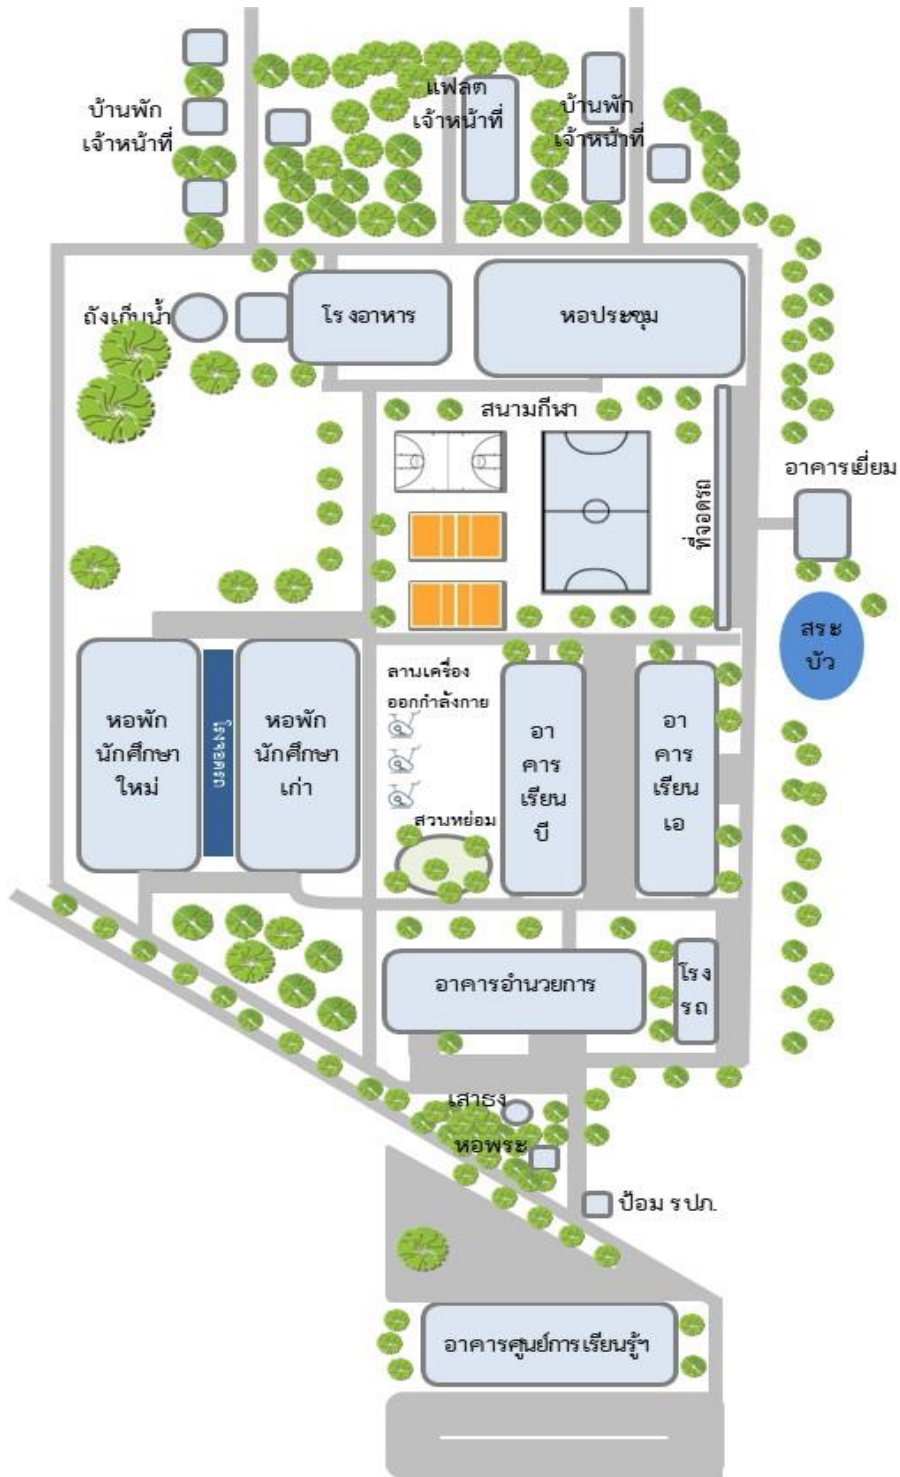 แฟลต
เจ้าหน้าที่
บ้านพัก
เจ้าหน้าที่
บ้านพัก
เจ้าหน้าที่
ถังเก็บน้ำ
โรงอาหาร
หอประชุม
สนามกีฬา
อาคารเยี่ยม
ที่จอดรถ
สระ
บัว
ลานเครื่อง
ออกกำลังกาย
หอพัก
นักศึกษา
ใหม่
โรงจอดรถ
หอพัก
นักศึกษา
เก่า
อา
คาร
เรียน
บี
อา
คาร
เรียน
เอ
สวนหย่อม
อาคารอำนวยการ
โรง
รถ
เสาธง
หอพระ
ป้อม รปภ.
อาคารศูนย์การเรียนรู้ฯ